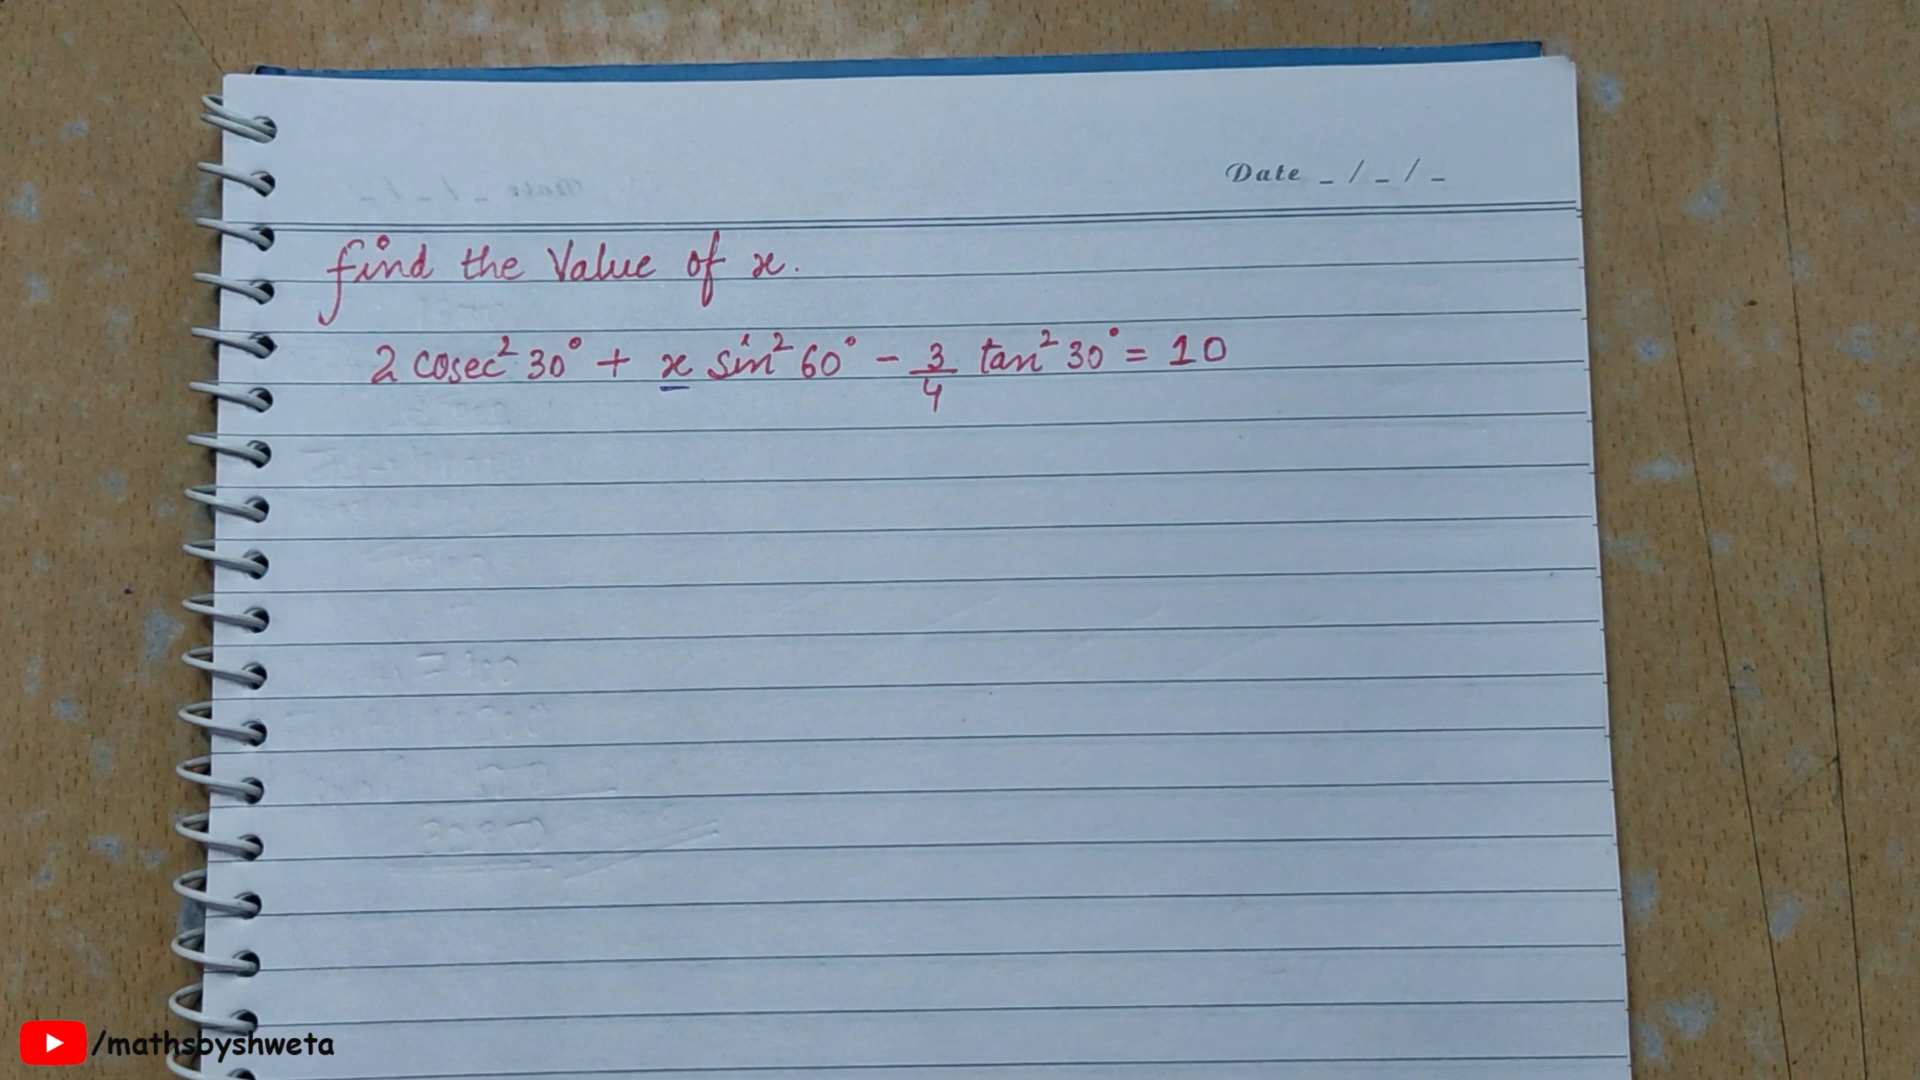 Date _ / _ / _
find the Value of x.
2 cosec² 30° + x sin² 60° - 3/4 tan² 30° = 10
/mathsbyshweta